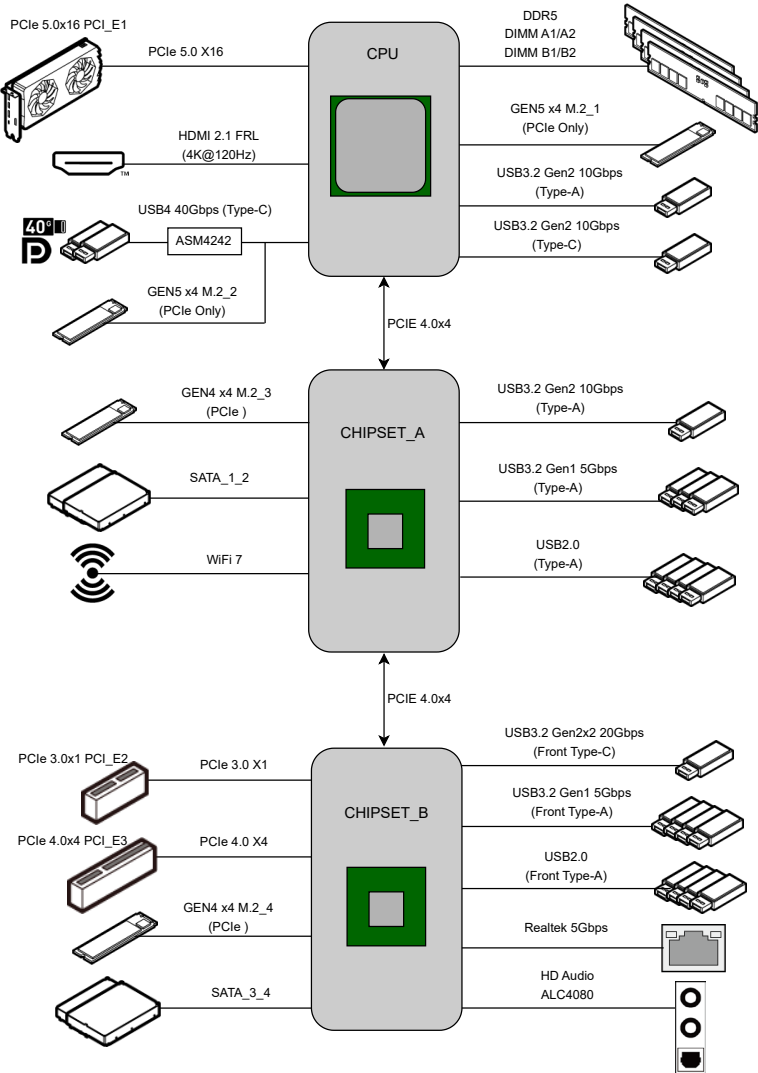 PCIe 5.0x16 PCI_E1
PCIe 5.0 X16
CPU
DDR5
DIMM A1/A2
DIMM B1/B2
HDMI 2.1 FRL
(4K@120Hz)
TM
GEN5 x4 M.2_1
(PCIe Only)
USB3.2 Gen2 10Gbps
(Type-A)
USB4 40Gbps (Type-C)
40G
ASM4242
USB3.2 Gen2 10Gbps
(Type-C)
GEN5 x4 M.2_2
(PCIe Only)
PCIE 4.0x4
GEN4 x4 M.2_3
(PCIe )
CHIPSET_A
USB3.2 Gen2 10Gbps
(Type-A)
SATA_1_2
USB3.2 Gen1 5Gbps
(Type-A)
WiFi 7
USB2.0
(Type-A)
PCIE 4.0x4
PCIe 3.0x1 PCI_E2
PCIe 3.0 X1
CHIPSET_B
USB3.2 Gen2x2 20Gbps
(Front Type-C)
USB3.2 Gen1 5Gbps
(Front Type-A)
PCIe 4.0x4 PCI_E3
PCIe 4.0 X4
USB2.0
(Front Type-A)
GEN4 x4 M.2_4
(PCIe )
Realtek 5Gbps
SATA_3_4
HD Audio
ALC4080